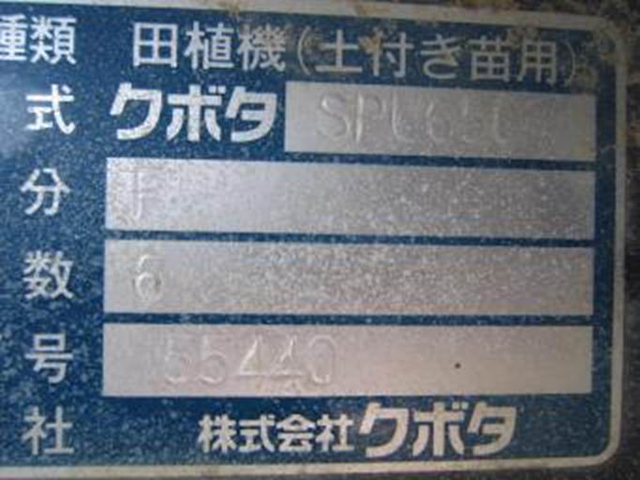 種類 田植機(土付き苗用)
式 クボタ
分 F
数 6
号 55440
社 株式会社クボタ